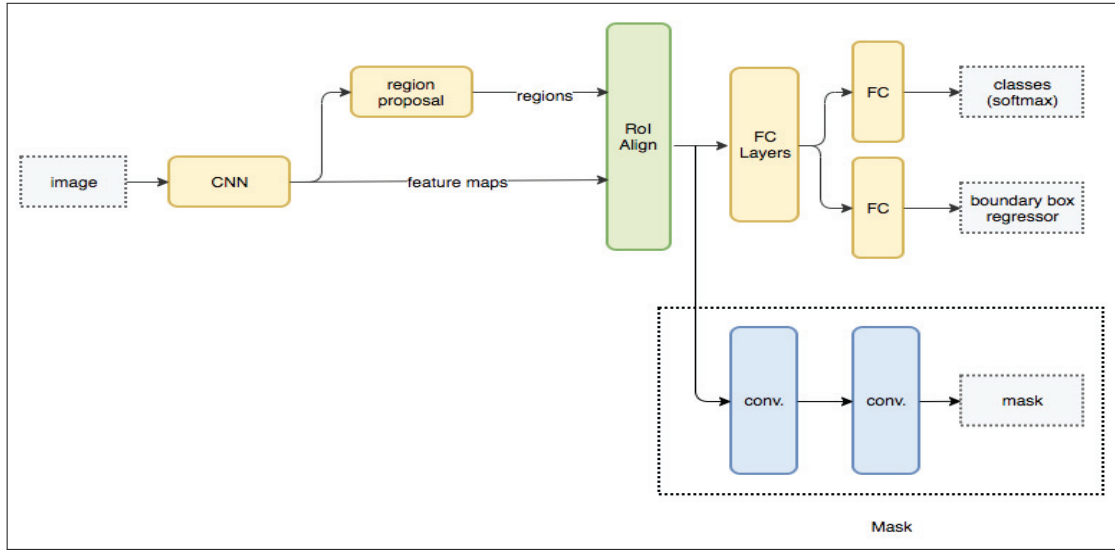 image
CNN
region
proposal
regions
feature maps
RoI
Align
FC
Layers
FC
classes
(softmax)
FC
boundary box
regressor
conv.
conv.
mask
Mask